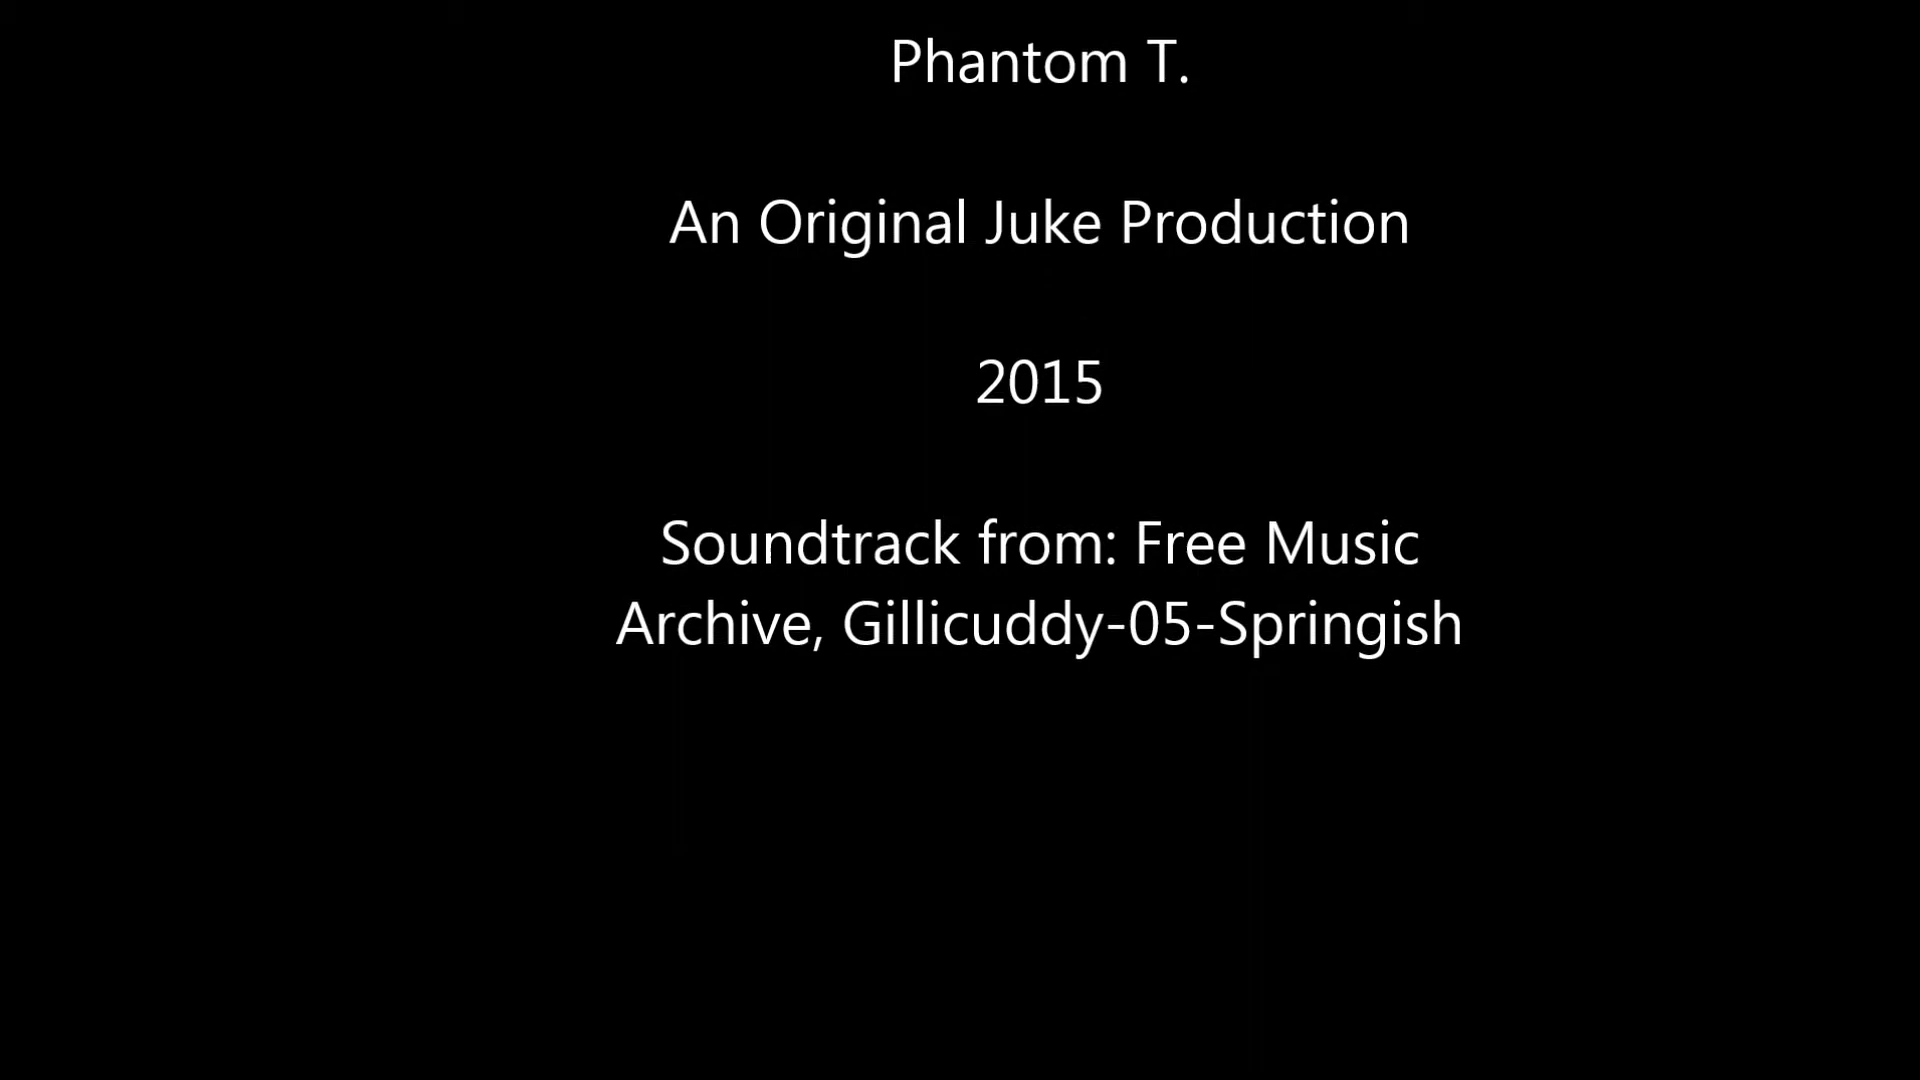 Phantom T.
An Original Juke Production
2015
Soundtrack from: Free Music
Archive, Gillicuddy-05-Springish